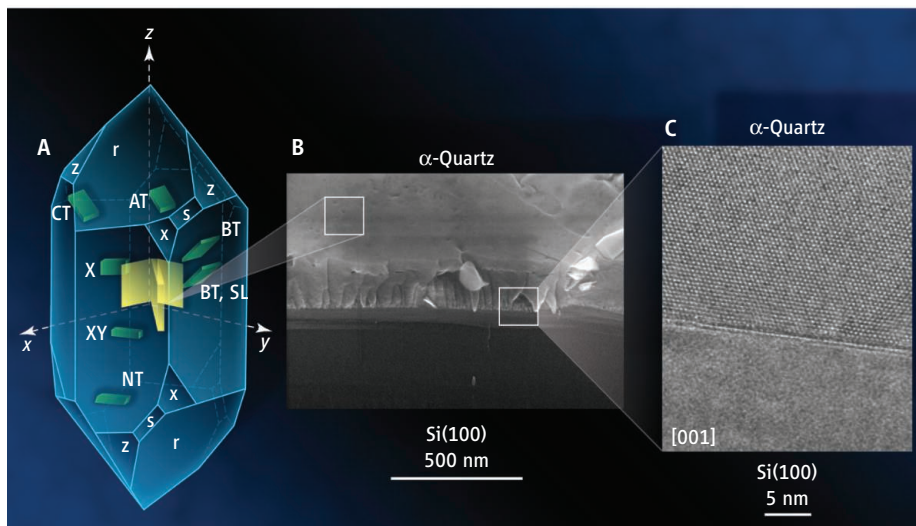 z
A
r
z
z
CT
AT
s
x
BT
X
BT, SL
x
y
XY
NT
x
s
z
r
B
α-Quartz
Si(100)
500 nm
C
α-Quartz
[001]
Si(100)
5 nm